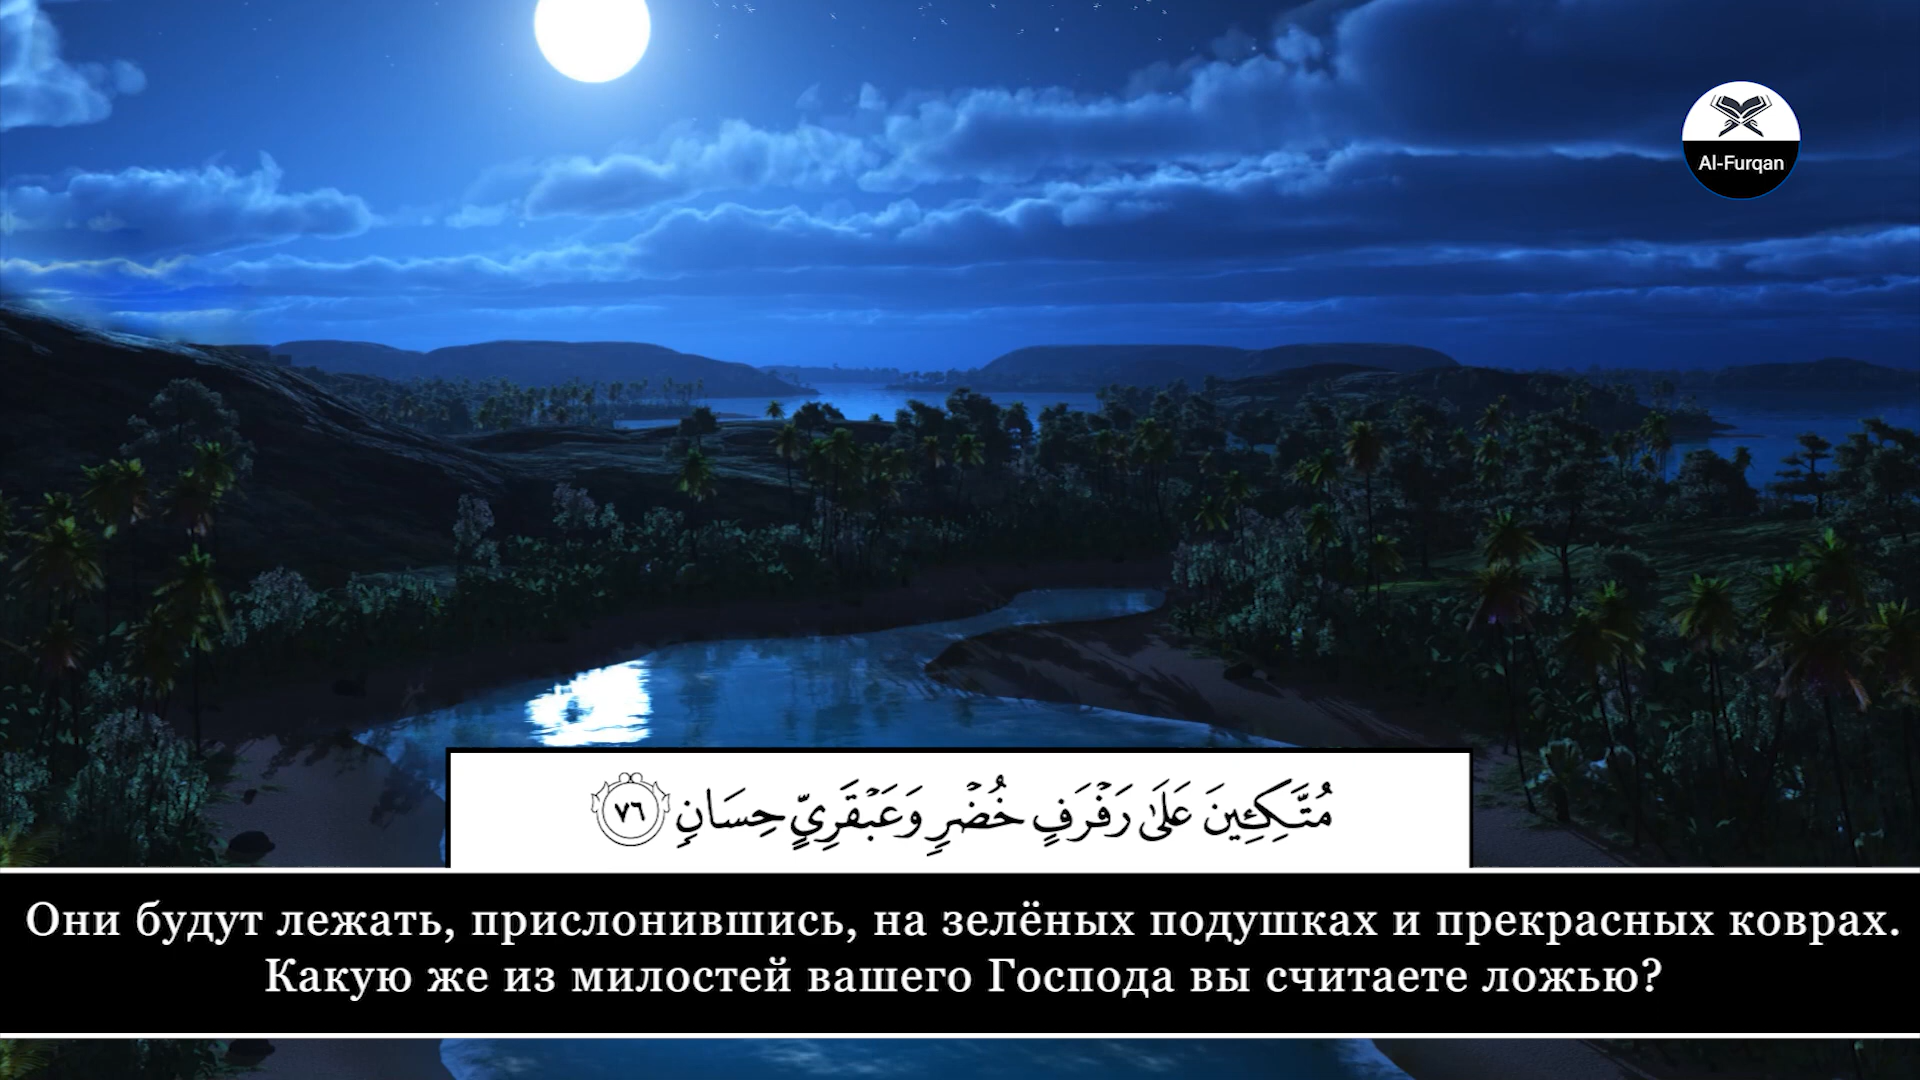 Al-Furqan
مُتَّكِـِٔينَ عَلَىٰ رَفْرَفٍ خُضْرٍ وَعَبْقَرِيٍّ حِسَانٍ ٧٦
Они будут лежать, прислонившись, на зелёных подушках и прекрасных коврах.
Какую же из милостей вашего Господа вы считаете ложью?